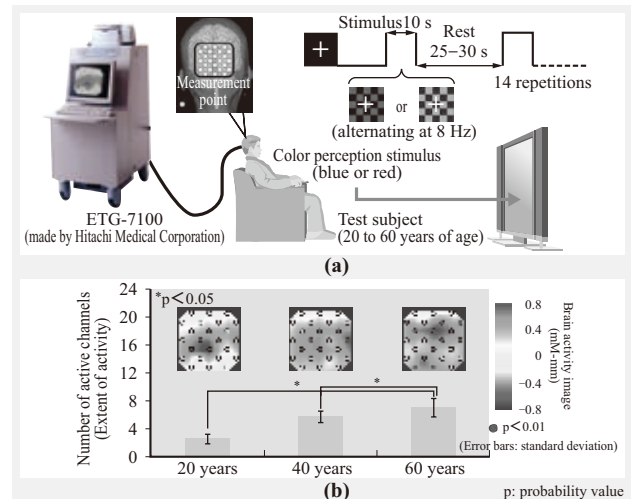 Stimulus10 s
Rest
25–30 s
14 repetitions
Measurement
point
or
(alternating at 8 Hz)
Color perception stimulus
(blue or red)
ETG-7100
(made by Hitachi Medical Corporation)
Test subject
(20 to 60 years of age)
(a)
Number of active channels
(Extent of activity)
24
20
16
12
8
4
0
*p<0.05
*
*
20 years
40 years
60 years
0.8
0.4
0
−0.4
−0.8
Brain activity image
(mM-mm)
p<0.01
(Error bars: standard deviation)
(b)
p: probability value